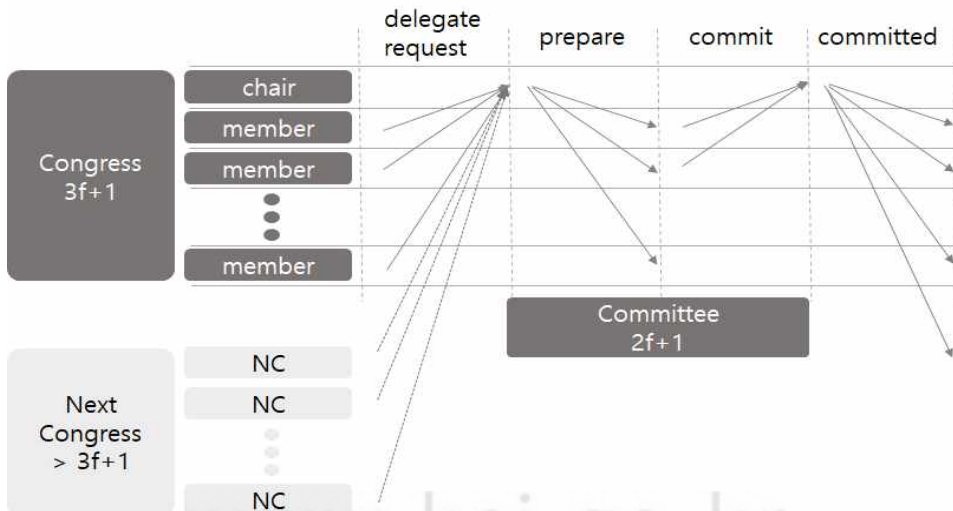 delegate
request
prepare
commit
committed
chair
member
member
member
Congress
3f+1
Committee
2f+1
NC
NC
NC
Next
Congress
> 3f+1